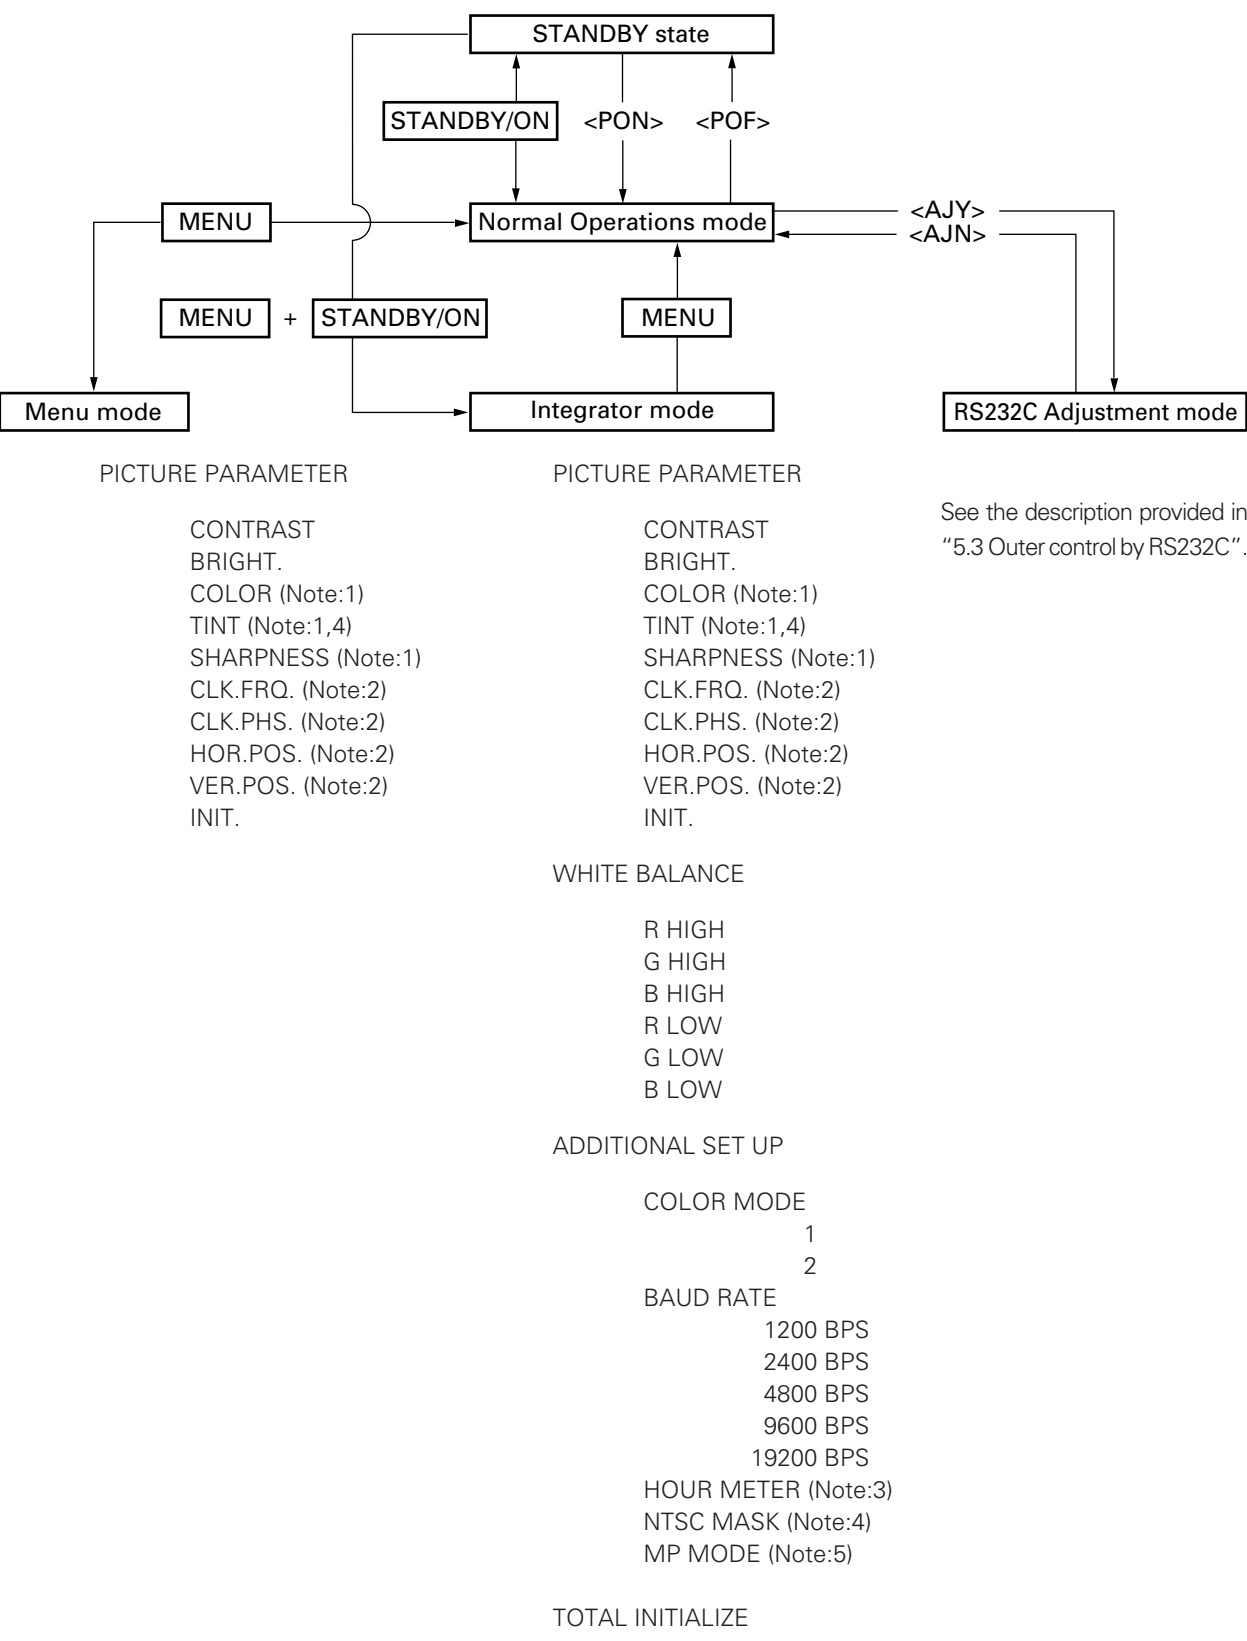 STANDBY state
STANDBY/ON <PON> <POF>
MENU
Normal Operations mode
<AJY>
<AJN>
MENU + STANDBY/ON
MENU
Menu mode
Integrator mode
RS232C Adjustment mode
PICTURE PARAMETER
CONTRAST
BRIGHT.
COLOR (Note:1)
TINT (Note:1,4)
SHARPNESS (Note:1)
CLK.FRQ. (Note:2)
CLK.PHS. (Note:2)
HOR.POS. (Note:2)
VER.POS. (Note:2)
INIT.
PICTURE PARAMETER
CONTRAST
BRIGHT.
COLOR (Note:1)
TINT (Note:1,4)
SHARPNESS (Note:1)
CLK.FRQ. (Note:2)
CLK.PHS. (Note:2)
HOR.POS. (Note:2)
VER.POS. (Note:2)
INIT.
WHITE BALANCE
R HIGH
G HIGH
B HIGH
R LOW
G LOW
B LOW
ADDITIONAL SET UP
COLOR MODE
1
2
BAUD RATE
1200 BPS
2400 BPS
4800 BPS
9600 BPS
19200 BPS
HOUR METER (Note:3)
NTSC MASK (Note:4)
MP MODE (Note:5)
TOTAL INITIALIZE
See the description provided in
“5.3 Outer control by RS232C”.